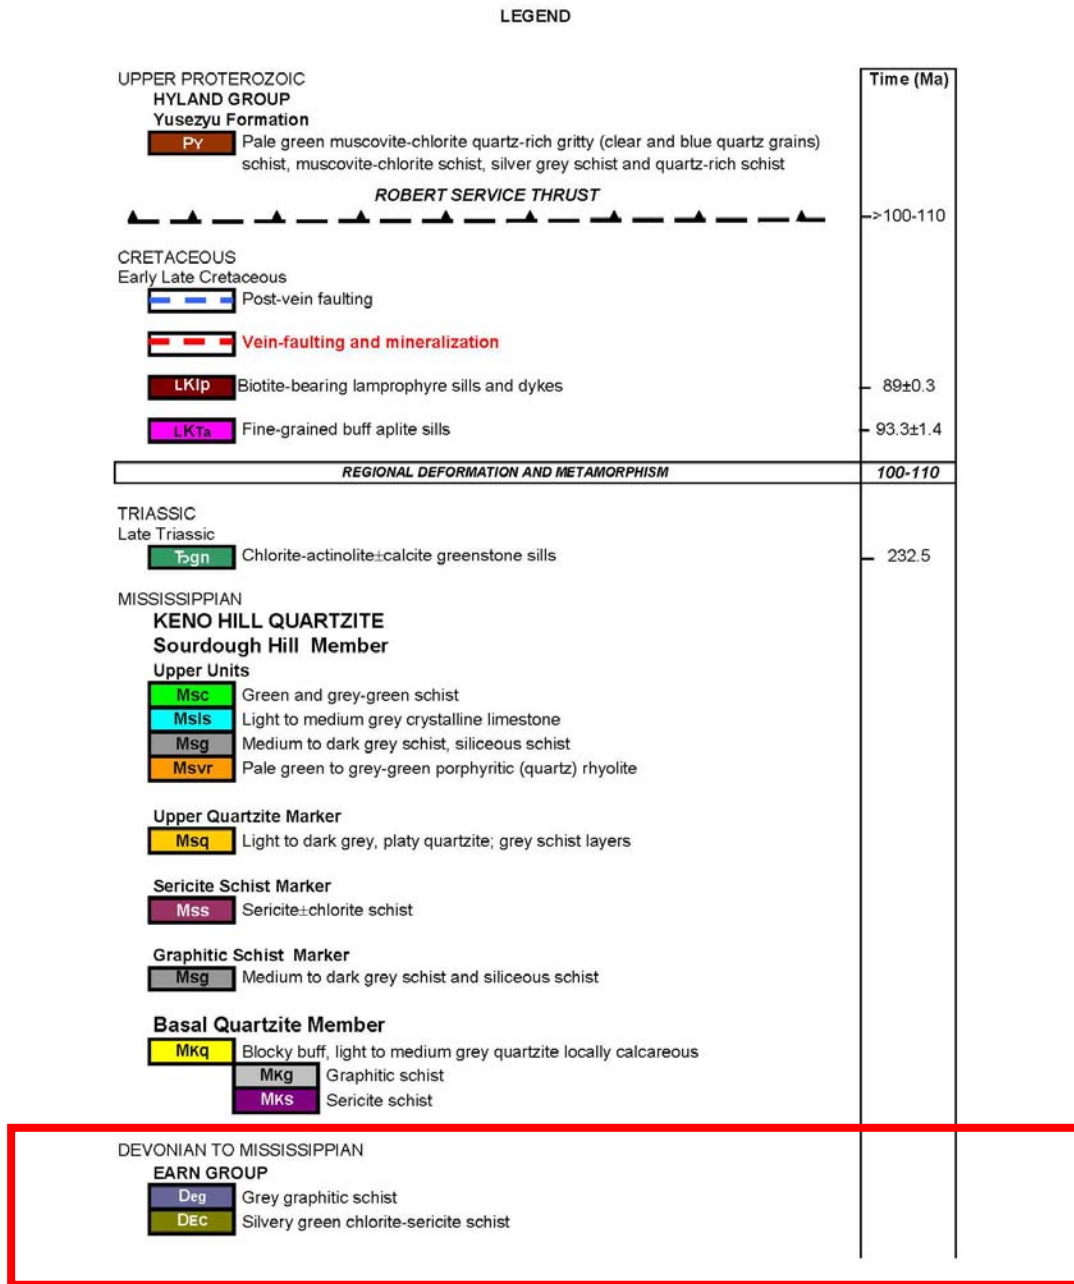 LEGEND
Time (Ma)
UPPER PROTEROZOIC
HYLAND GROUP
Yusezyu Formation
PY Pale green muscovite-chlorite quartz-rich gritty (clear and blue quartz grains)
schist, muscovite-chlorite schist, silver grey schist and quartz-rich schist
ROBERT SERVICE THRUST
>100-110
CRETACEOUS
Early Late Cretaceous
Post-vein faulting
Vein-faulting and mineralization
LKlp Biotite-bearing lamprophyre sills and dykes 89±0.3
LKTa Fine-grained buff aplite sills 93.3±1.4
REGIONAL DEFORMATION AND METAMORPHISM 100-110
TRIASSIC
Late Triassic
Ꞇgn Chlorite-actinolite±calcite greenstone sills 232.5
MISSISSIPPIAN
KENO HILL QUARTZITE
Sourdough Hill Member
Upper Units
Msc Green and grey-green schist
Msls Light to medium grey crystalline limestone
Msg Medium to dark grey schist, siliceous schist
Msvr Pale green to grey-green porphyritic (quartz) rhyolite
Upper Quartzite Marker
Msq Light to dark grey, platy quartzite; grey schist layers
Sericite Schist Marker
Mss Sericite±chlorite schist
Graphitic Schist Marker
Msg Medium to dark grey schist and siliceous schist
Basal Quartzite Member
MKq Blocky buff, light to medium grey quartzite locally calcareous
MKg Graphitic schist
MKs Sericite schist
DEVONIAN TO MISSISSIPPIAN
EARN GROUP
Deg Grey graphitic schist
DEC Silvery green chlorite-sericite schist